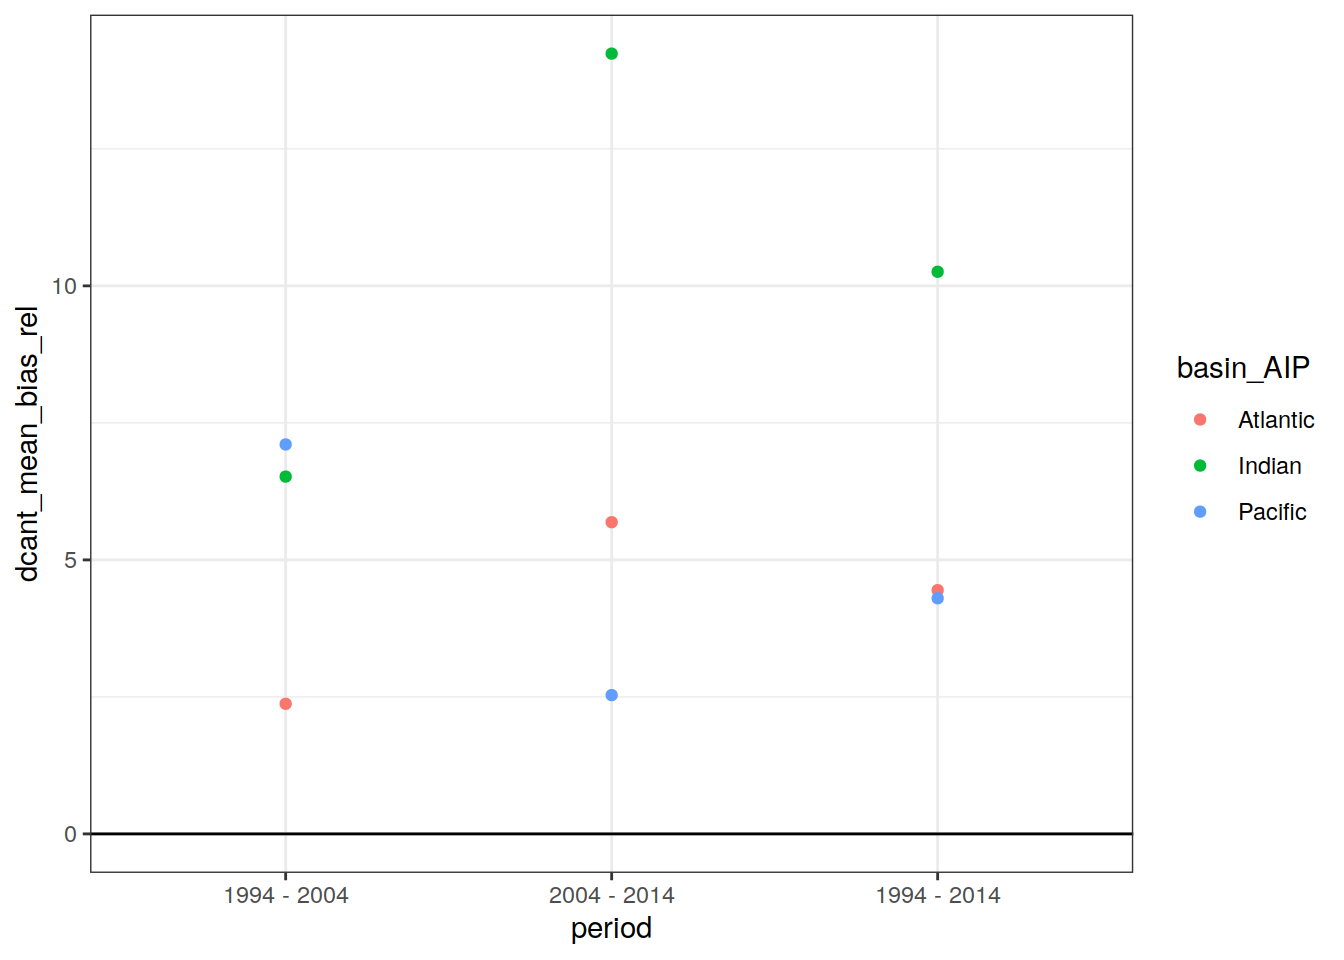 dcant_mean_bias_rel
10
5
0
1994 - 2004
2004 - 2014
1994 - 2014
period
basin_AIP
Atlantic
Indian
Pacific